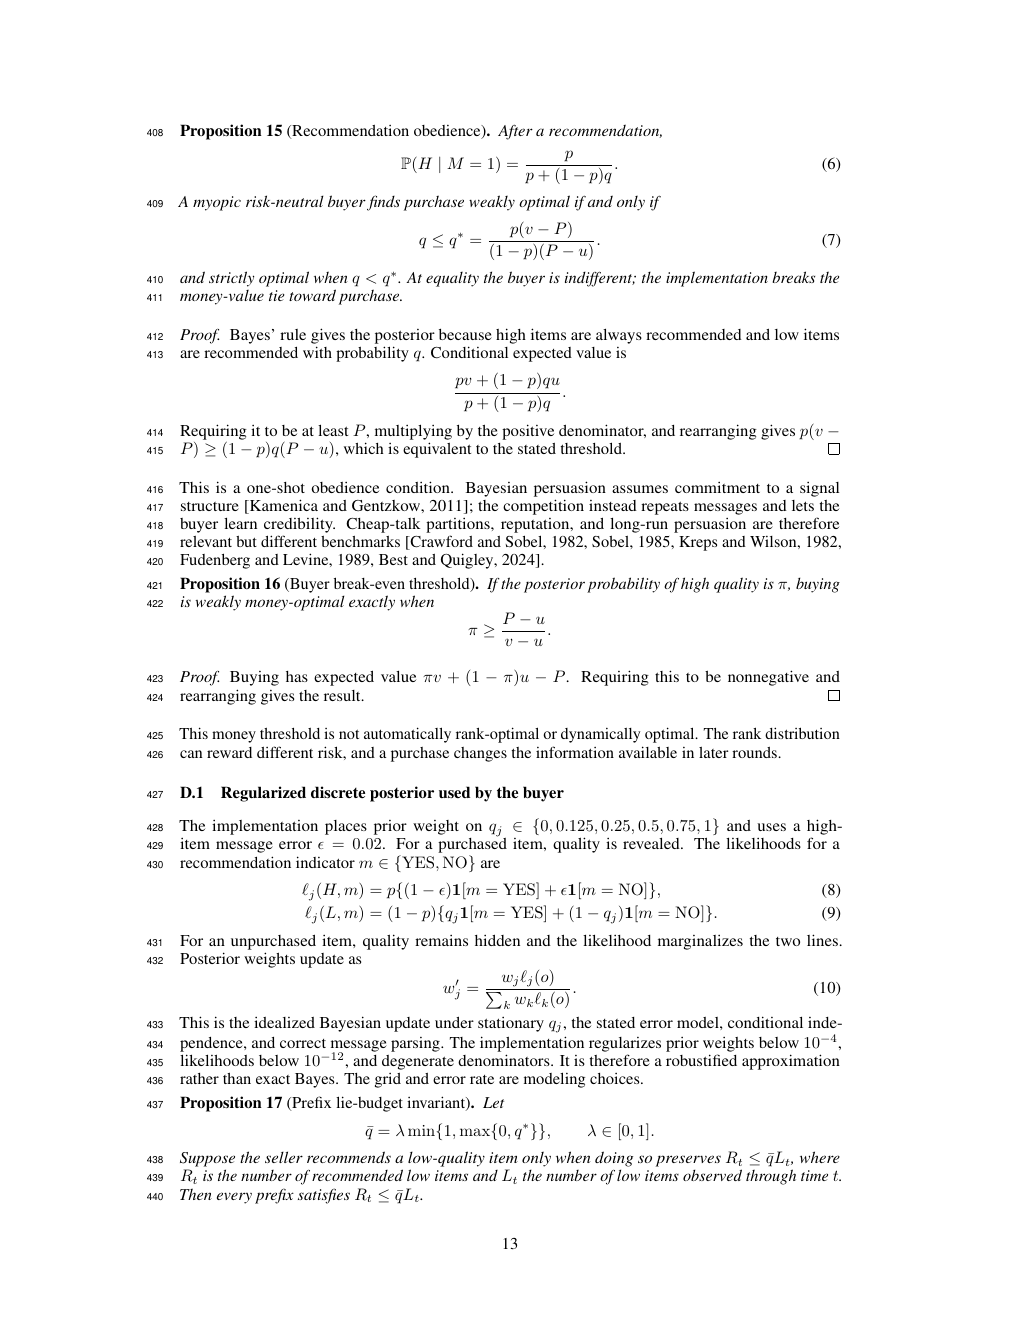 408 Proposition 15 (Recommendation obedience). After a recommendation,
ℙ(H | M = 1) = p / (p + (1 − p)q). (6)
409 A myopic risk-neutral buyer finds purchase weakly optimal if and only if
q ≤ q* = p(v − P) / ((1 − p)(P − u)). (7)
410 and strictly optimal when q < q*. At equality the buyer is indifferent; the implementation breaks the
411 money-value tie toward purchase.
412 Proof. Bayes' rule gives the posterior because high items are always recommended and low items
413 are recommended with probability q. Conditional expected value is
(pv + (1 − p)qu) / (p + (1 − p)q).
414 Requiring it to be at least P, multiplying by the positive denominator, and rearranging gives p(v −
415 P) ≥ (1 − p)q(P − u), which is equivalent to the stated threshold. □
416 This is a one-shot obedience condition. Bayesian persuasion assumes commitment to a signal
417 structure [Kamenica and Gentzkow, 2011]; the competition instead repeats messages and lets the
418 buyer learn credibility. Cheap-talk partitions, reputation, and long-run persuasion are therefore
419 relevant but different benchmarks [Crawford and Sobel, 1982, Sobel, 1985, Kreps and Wilson, 1982,
420 Fudenberg and Levine, 1989, Best and Quigley, 2024].
421 Proposition 16 (Buyer break-even threshold). If the posterior probability of high quality is π, buying
422 is weakly money-optimal exactly when
π ≥ (P − u) / (v − u).
423 Proof. Buying has expected value πv + (1 − π)u − P. Requiring this to be nonnegative and
424 rearranging gives the result. □
425 This money threshold is not automatically rank-optimal or dynamically optimal. The rank distribution
426 can reward different risk, and a purchase changes the information available in later rounds.
427 D.1 Regularized discrete posterior used by the buyer
428 The implementation places prior weight on qⱼ ∈ {0, 0.125, 0.25, 0.5, 0.75, 1} and uses a high-
429 item message error ϵ = 0.02. For a purchased item, quality is revealed. The likelihoods for a
430 recommendation indicator m ∈ {YES, NO} are
ℓⱼ(H, m) = p{(1 − ϵ)𝟏[m = YES] + ϵ𝟏[m = NO]}, (8)
ℓⱼ(L, m) = (1 − p){qⱼ𝟏[m = YES] + (1 − qⱼ)𝟏[m = NO]}. (9)
431 For an unpurchased item, quality remains hidden and the likelihood marginalizes the two lines.
432 Posterior weights update as
w′ⱼ = wⱼℓⱼ(o) / ∑ₖ wₖℓₖ(o). (10)
433 This is the idealized Bayesian update under stationary qⱼ, the stated error model, conditional inde-
434 pendence, and correct message parsing. The implementation regularizes prior weights below 10⁻⁴,
435 likelihoods below 10⁻¹², and degenerate denominators. It is therefore a robustified approximation
436 rather than exact Bayes. The grid and error rate are modeling choices.
437 Proposition 17 (Prefix lie-budget invariant). Let
q̄ = λ min{1, max{0, q*}}, λ ∈ [0, 1].
438 Suppose the seller recommends a low-quality item only when doing so preserves Rₜ ≤ q̄Lₜ, where
439 Rₜ is the number of recommended low items and Lₜ the number of low items observed through time t.
440 Then every prefix satisfies Rₜ ≤ q̄Lₜ.
13